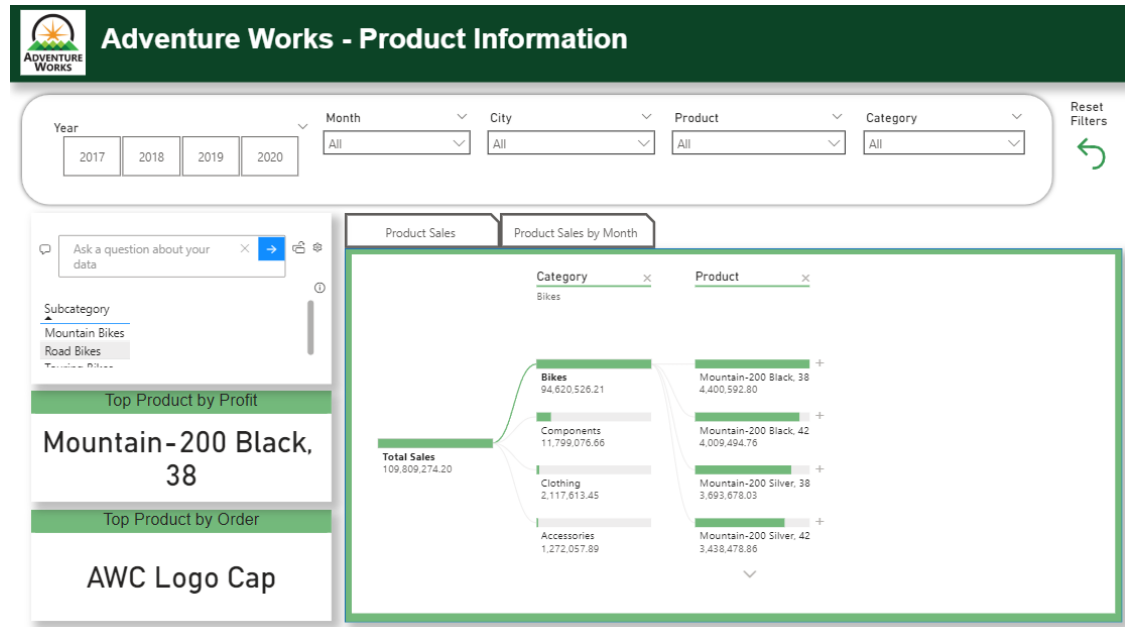 ADVENTURE
WORKS
Adventure Works - Product Information
Year
2017
2018
2019
2020
Month
All
City
All
Product
All
Category
All
Reset
Filters
Ask a question about your
data
Subcategory
Mountain Bikes
Road Bikes
Touring Bikes
Top Product by Profit
Mountain-200 Black,
38
Top Product by Order
AWC Logo Cap
Product Sales
Product Sales by Month
Category
Bikes
Product
Total Sales
109,809,274.20
Bikes
94,620,526.21
Components
11,799,076.66
Clothing
2,117,613.45
Accessories
1,272,057.89
Mountain-200 Black, 38
4,400,592.80
Mountain-200 Black, 42
4,009,494.76
Mountain-200 Silver, 38
3,693,678.03
Mountain-200 Silver, 42
3,438,478.86